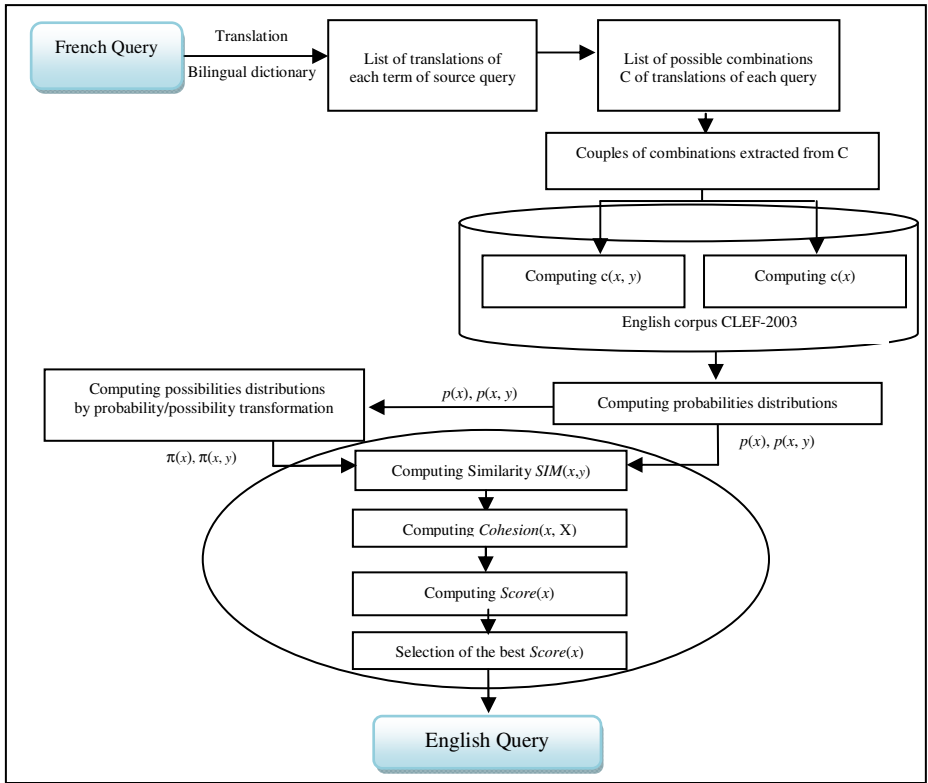 French Query
Translation
Bilingual dictionary
List of translations of
each term of source query
List of possible combinations
C of translations of each query
Couples of combinations extracted from C
Computing c(x, y)
Computing c(x)
English corpus CLEF-2003
Computing possibilities distributions
by probability/possibility transformation
p(x), p(x, y)
Computing probabilities distributions
p(x), p(x, y)
π(x), π(x, y)
Computing Similarity SIM(x,y)
Computing Cohesion(x, X)
Computing Score(x)
Selection of the best Score(x)
English Query